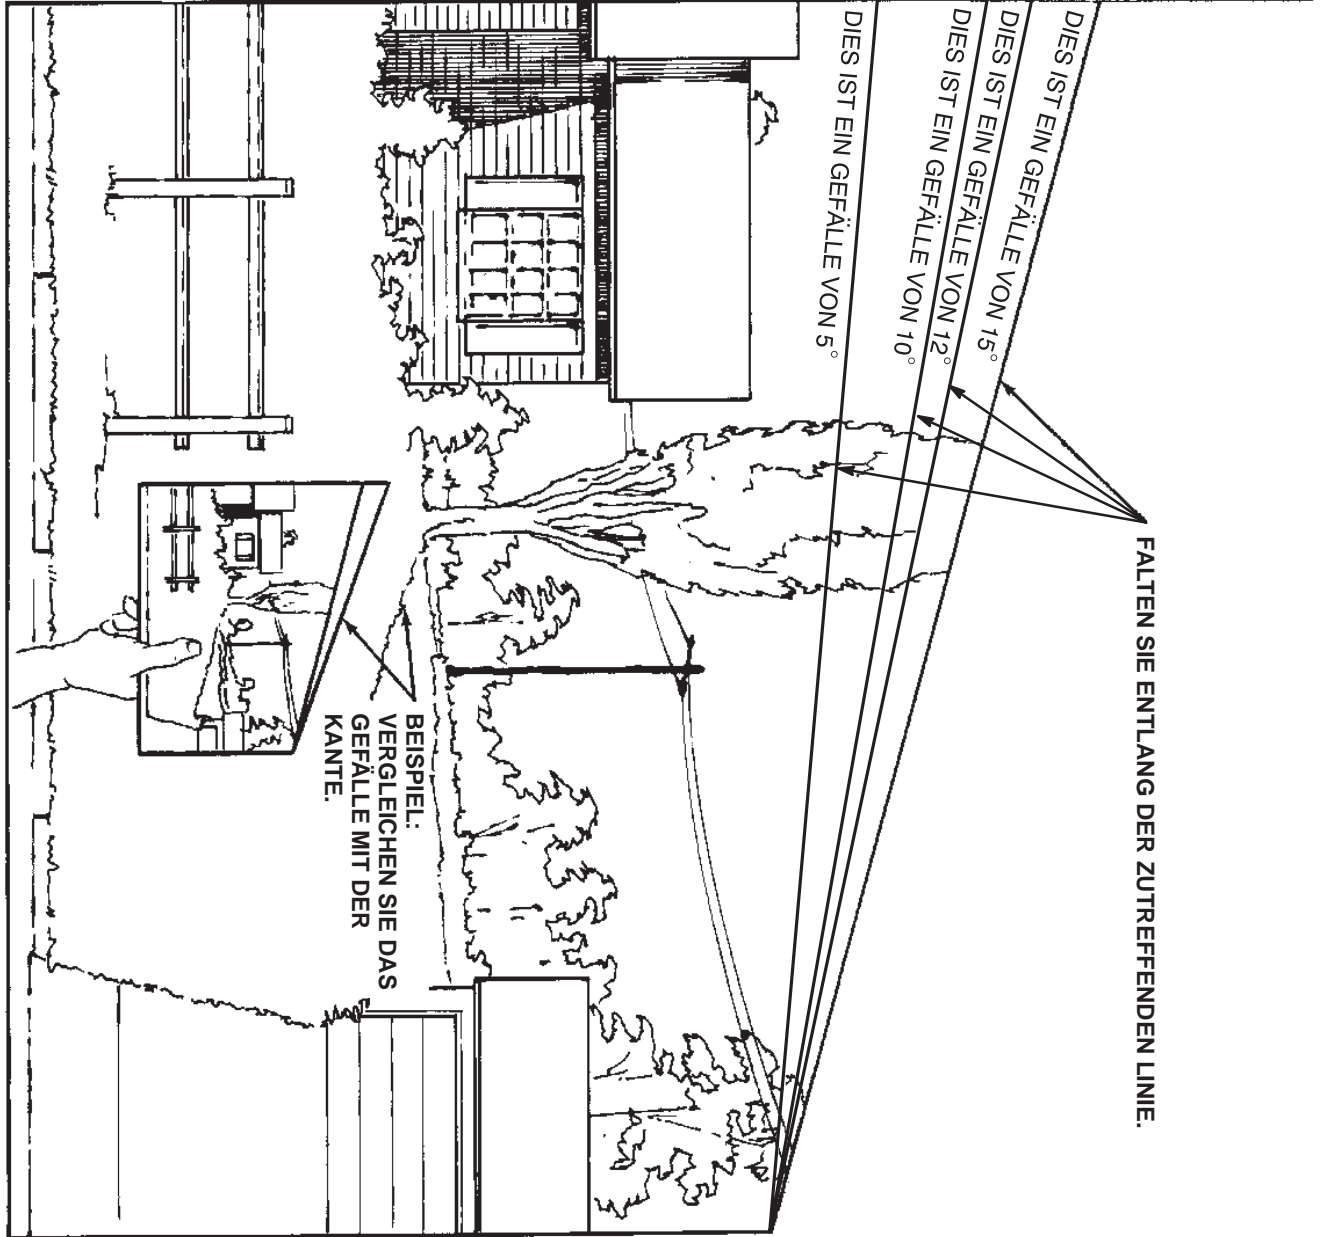 FALTEN SIE ENTLANG DER ZUTREFFENDEN LINIE.
DIES IST EIN GEFÄLLE VON 15°
DIES IST EIN GEFÄLLE VON 12°
DIES IST EIN GEFÄLLE VON 10°
DIES IST EIN GEFÄLLE VON 5°
BEISPIEL:
VERGLEICHEN SIE DAS
GEFÄLLE MIT DER
KANTE.